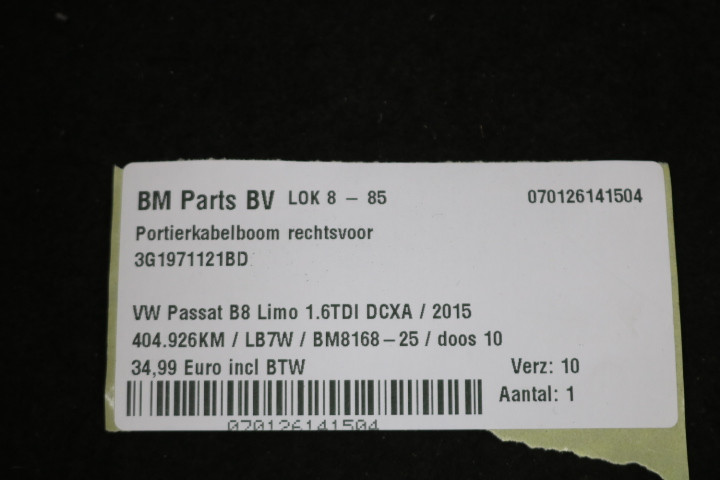 BM Parts BV LOK 8 – 85 070126141504
Portierkabelboom rechtsvoor
3G1971121BD
VW Passat B8 Limo 1.6TDI DCXA / 2015
404.926KM / LB7W / BM8168–25 / doos 10
34,99 Euro incl BTW Verz: 10
Aantal: 1
070126141504